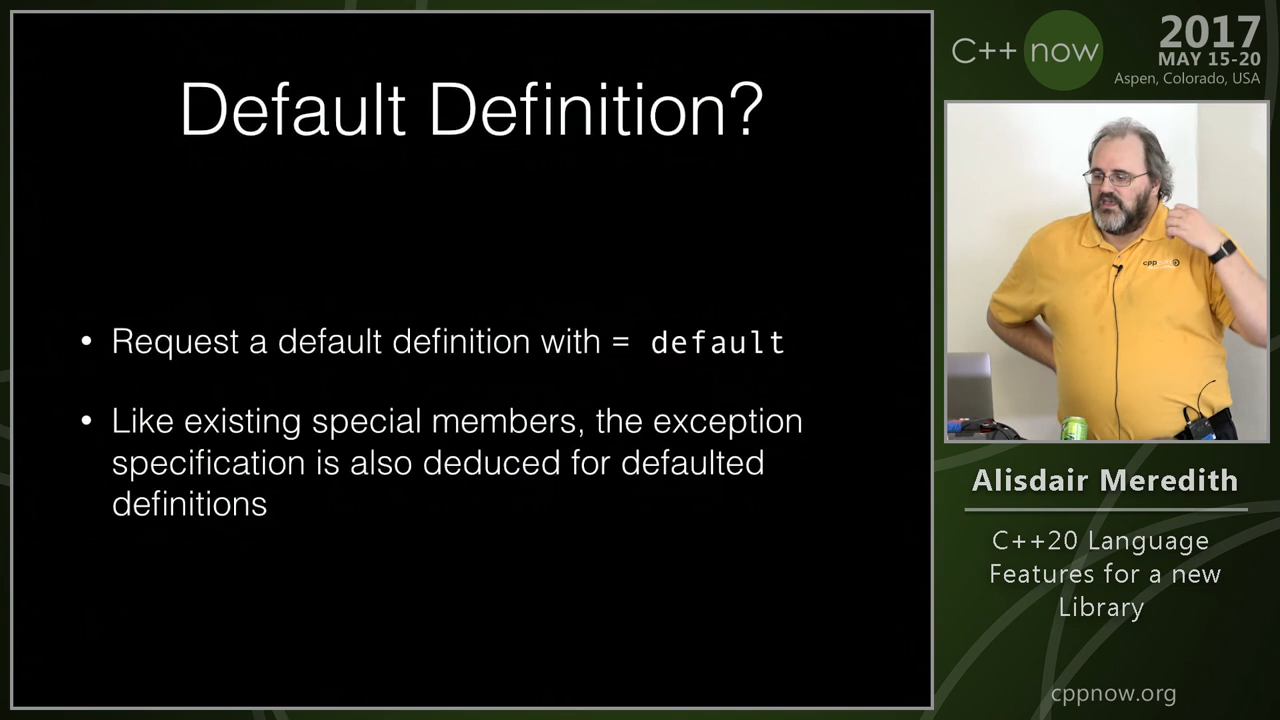 Default Definition?
• Request a default definition with = default
• Like existing special members, the exception
specification is also deduced for defaulted
definitions
C++ now
2017
MAY 15-20
Aspen, Colorado, USA
cpp
Alisdair Meredith
C++20 Language
Features for a new
Library
cppnow.org